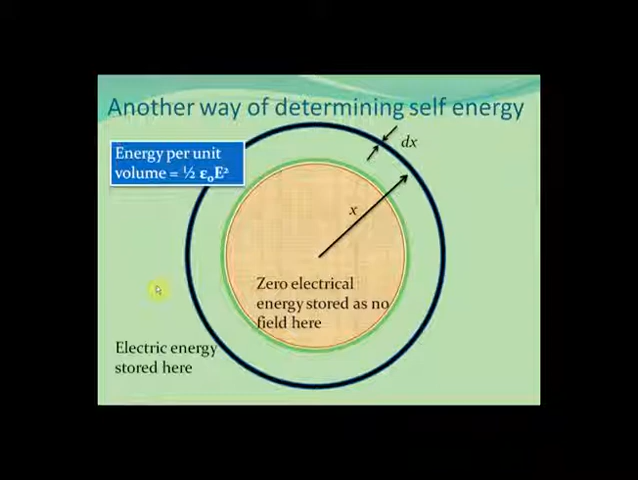 Another way of determining self energy
Energy per unit
volume = ½ ε₀E²
dx
x
Zero electrical
energy stored as no
field here
Electric energy
stored here